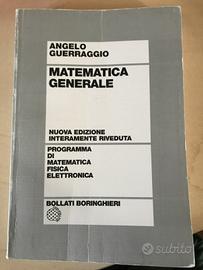 ANGELO
GUERRAGGIO
MATEMATICA
GENERALE
NUOVA EDIZIONE
INTERAMENTE RIVEDUTA
PROGRAMMA
DI
MATEMATICA
FISICA
ELETTRONICA
BOLLATI BORINGHIERI
subito